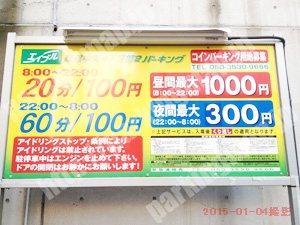 エイブル
パーキング
コインパーキング用地募集
8:00～22:00
20分/100円
22:00～8:00
60分/100円
昼間最大 1000円
(8:00～22:00)
夜間最大 300円
(22:00～8:00)
アイドリングストップ・条例により
アイドリングは禁止されています。
駐停車中はエンジンを止めて下さい。
ドアの開閉はお静かにお願いします!
2015-01-04撮影